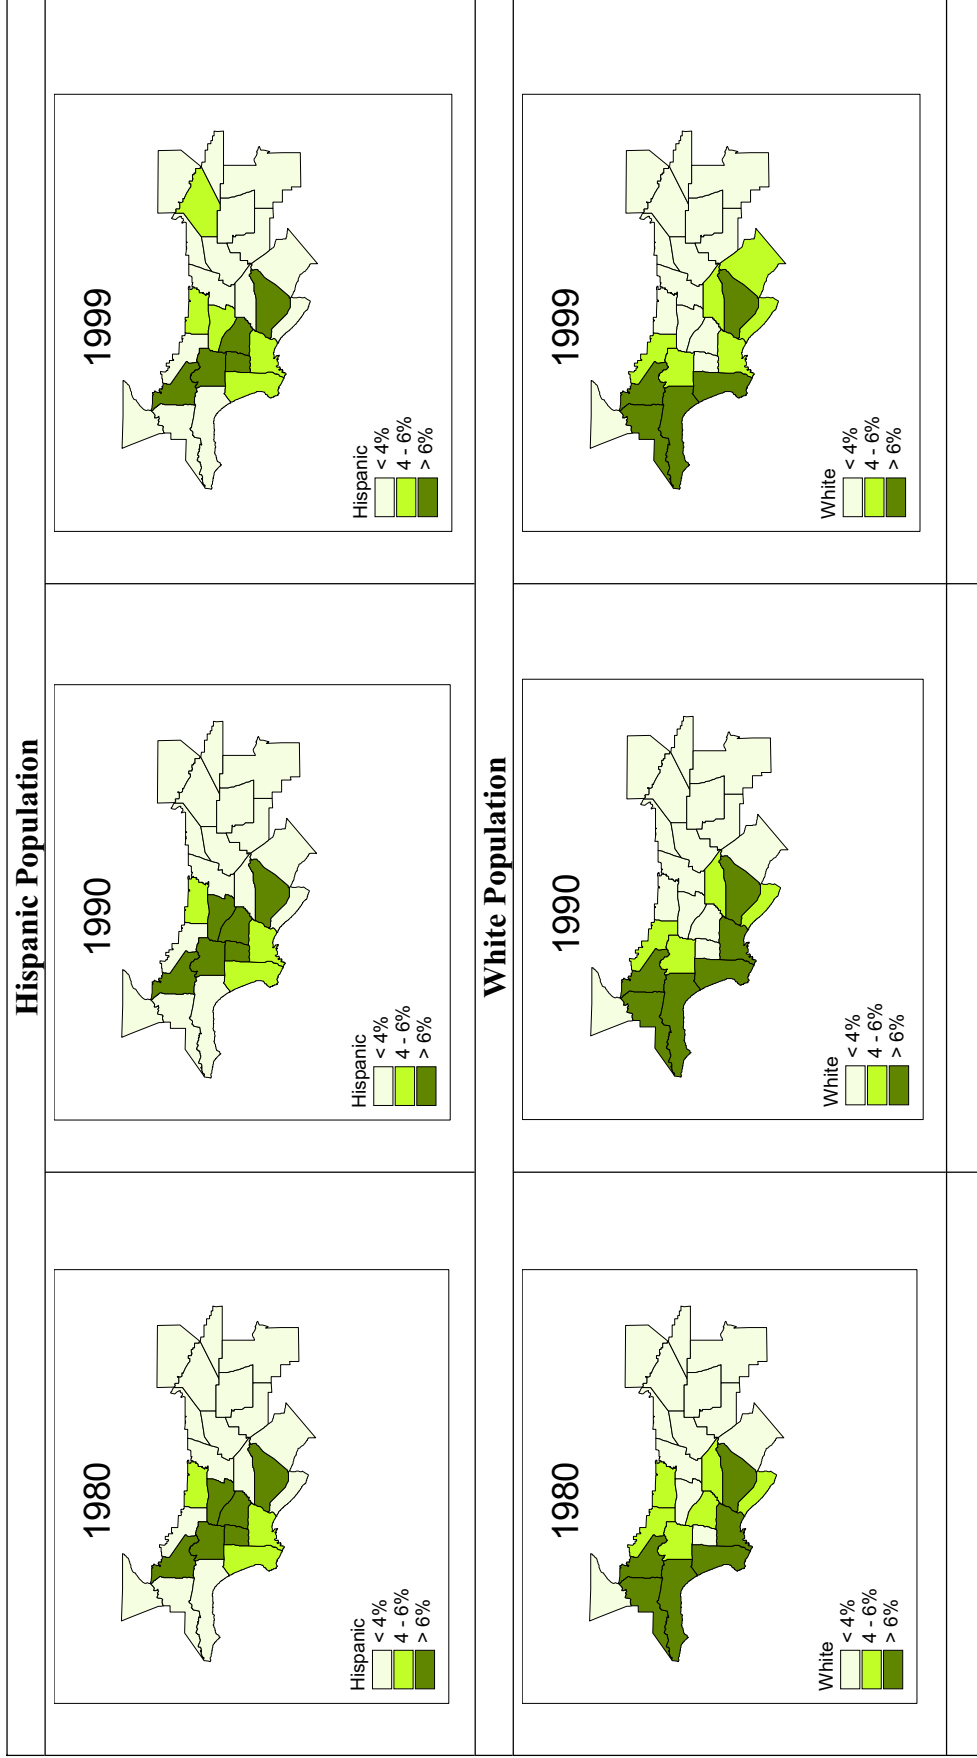 Hispanic Population
1980
Hispanic
< 4%
4 - 6%
> 6%
1990
Hispanic
< 4%
4 - 6%
> 6%
1999
Hispanic
< 4%
4 - 6%
> 6%
White Population
1980
White
< 4%
4 - 6%
> 6%
1990
White
< 4%
4 - 6%
> 6%
1999
White
< 4%
4 - 6%
> 6%